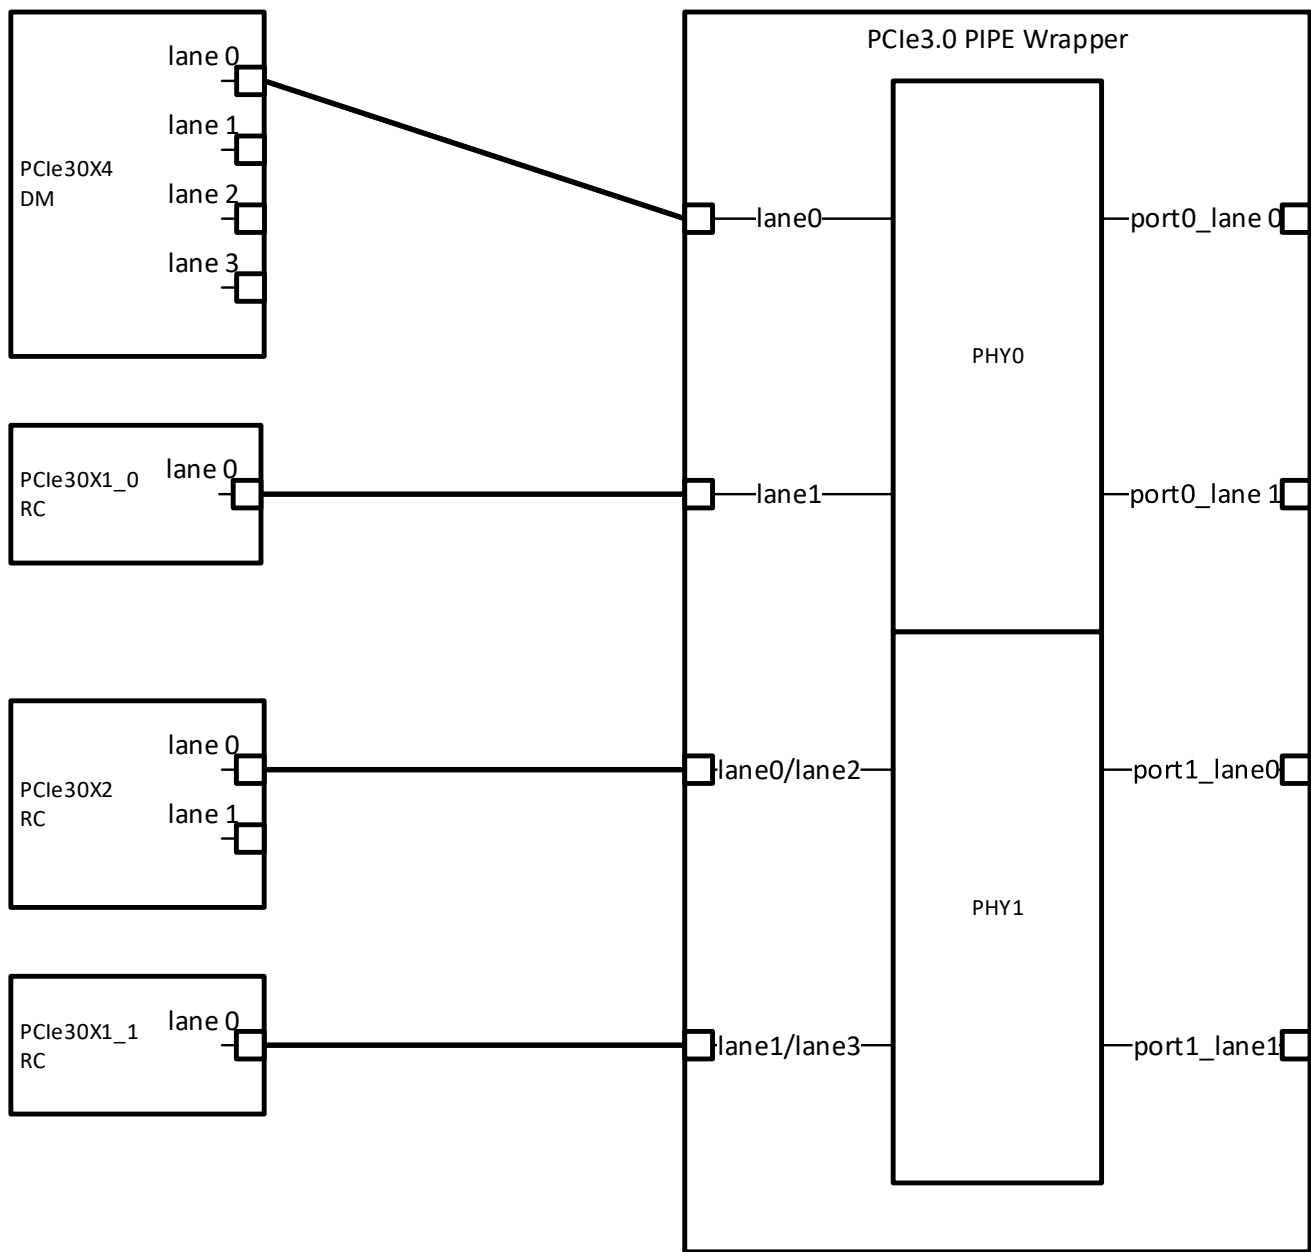 PCIe3.0 PIPE Wrapper
lane 0
lane 1
PCIe30X4
DM
lane 2
lane 3
lane0
port0_lane 0
PHY0
PCIe30X1_0
RC
lane 0
lane1
port0_lane 1
PCIe30X2
RC
lane 0
lane 1
lane0/lane2
port1_lane0
PHY1
PCIe30X1_1
RC
lane 0
lane1/lane3
port1_lane1